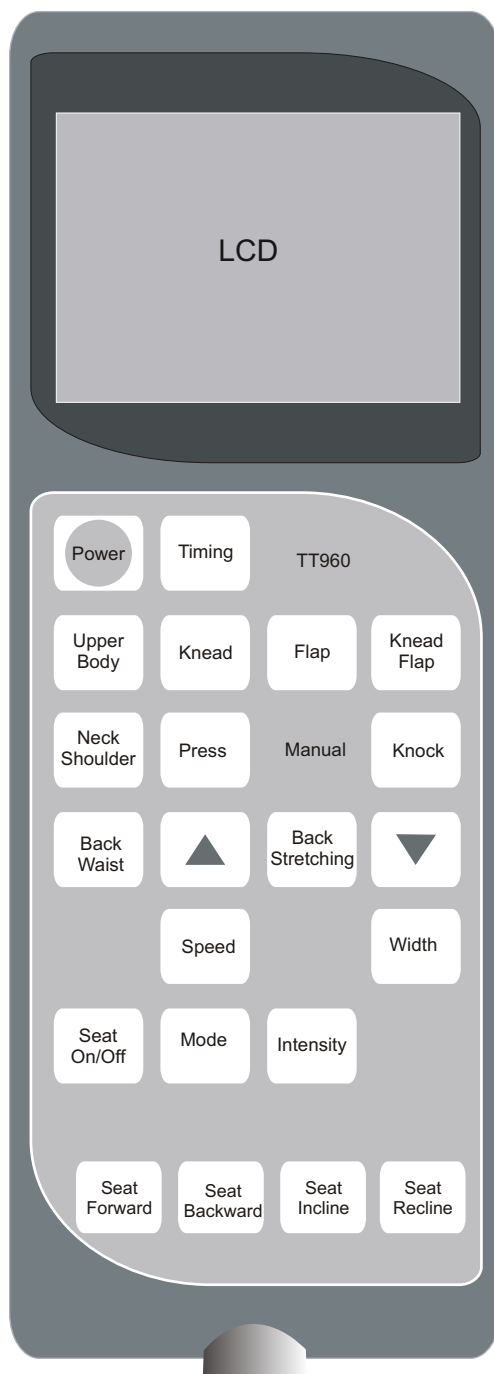 LCD
Power
Timing
TT960
Upper
Body
Knead
Flap
Knead
Flap
Neck
Shoulder
Press
Manual
Knock
Back
Waist
Back
Stretching
Speed
Width
Seat
On/Off
Mode
Intensity
Seat
Forward
Seat
Backward
Seat
Incline
Seat
Recline